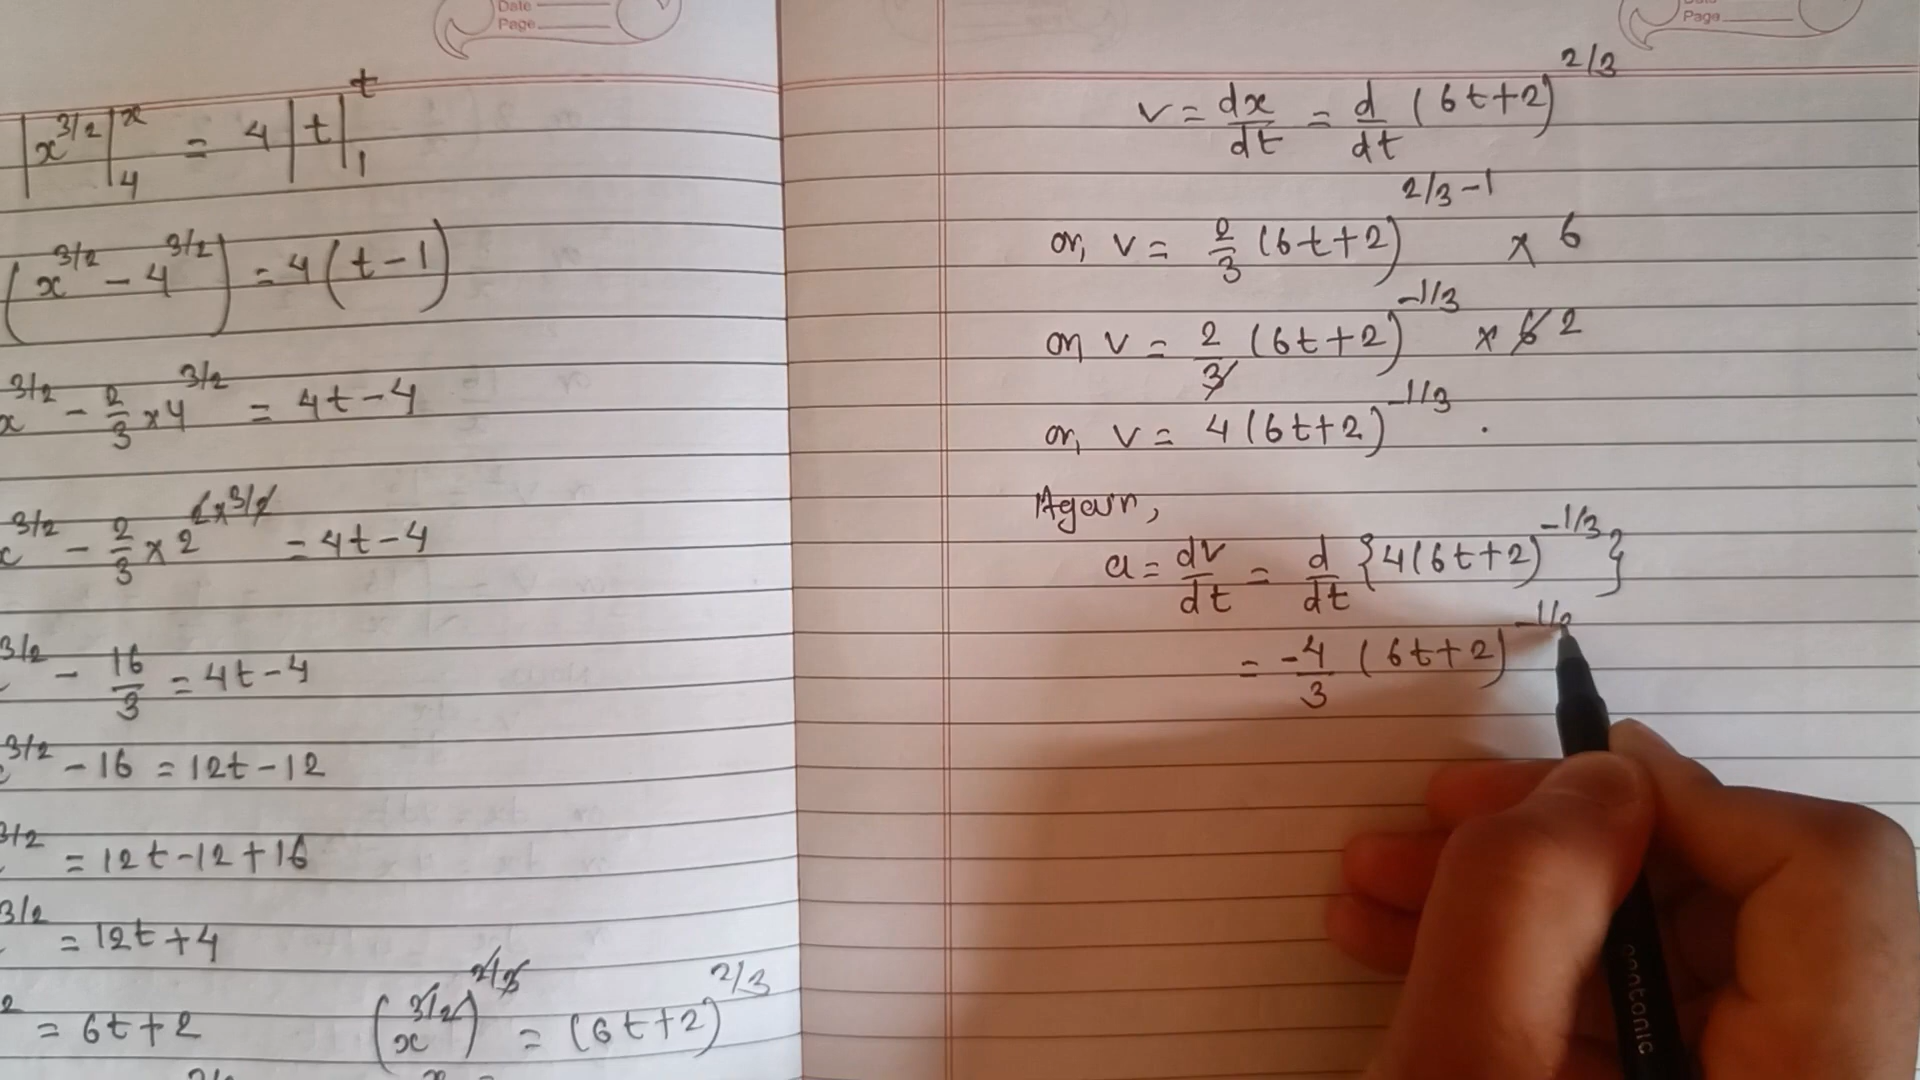 Date
Page
|x^3/2|_4^x = 4|t|_1^t
(x^3/2 - 4^3/2) = 4(t-1)
x^3/2 - 2/3 × 4^3/2 = 4t-4
3/2 - 2/3 × 2^2×3/2 = 4t-4
3/2 - 16/3 = 4t-4
3/2 - 16 = 12t-12
3/2 = 12t-12+16
3/2 = 12t+4
2 = 6t+2 (x^3/2)^2/3 = (6t+2)^2/3
Page
v = dx/dt = d/dt (6t+2)^2/3
or, v = 2/3 (6t+2)^2/3-1 × 6
or v = 2/3 (6t+2)^-1/3 × 6 2
or, v = 4(6t+2)^-1/3 .
Again,
a = dv/dt = d/dt {4(6t+2)^-1/3}
= -4/3 (6t+2)
contonic